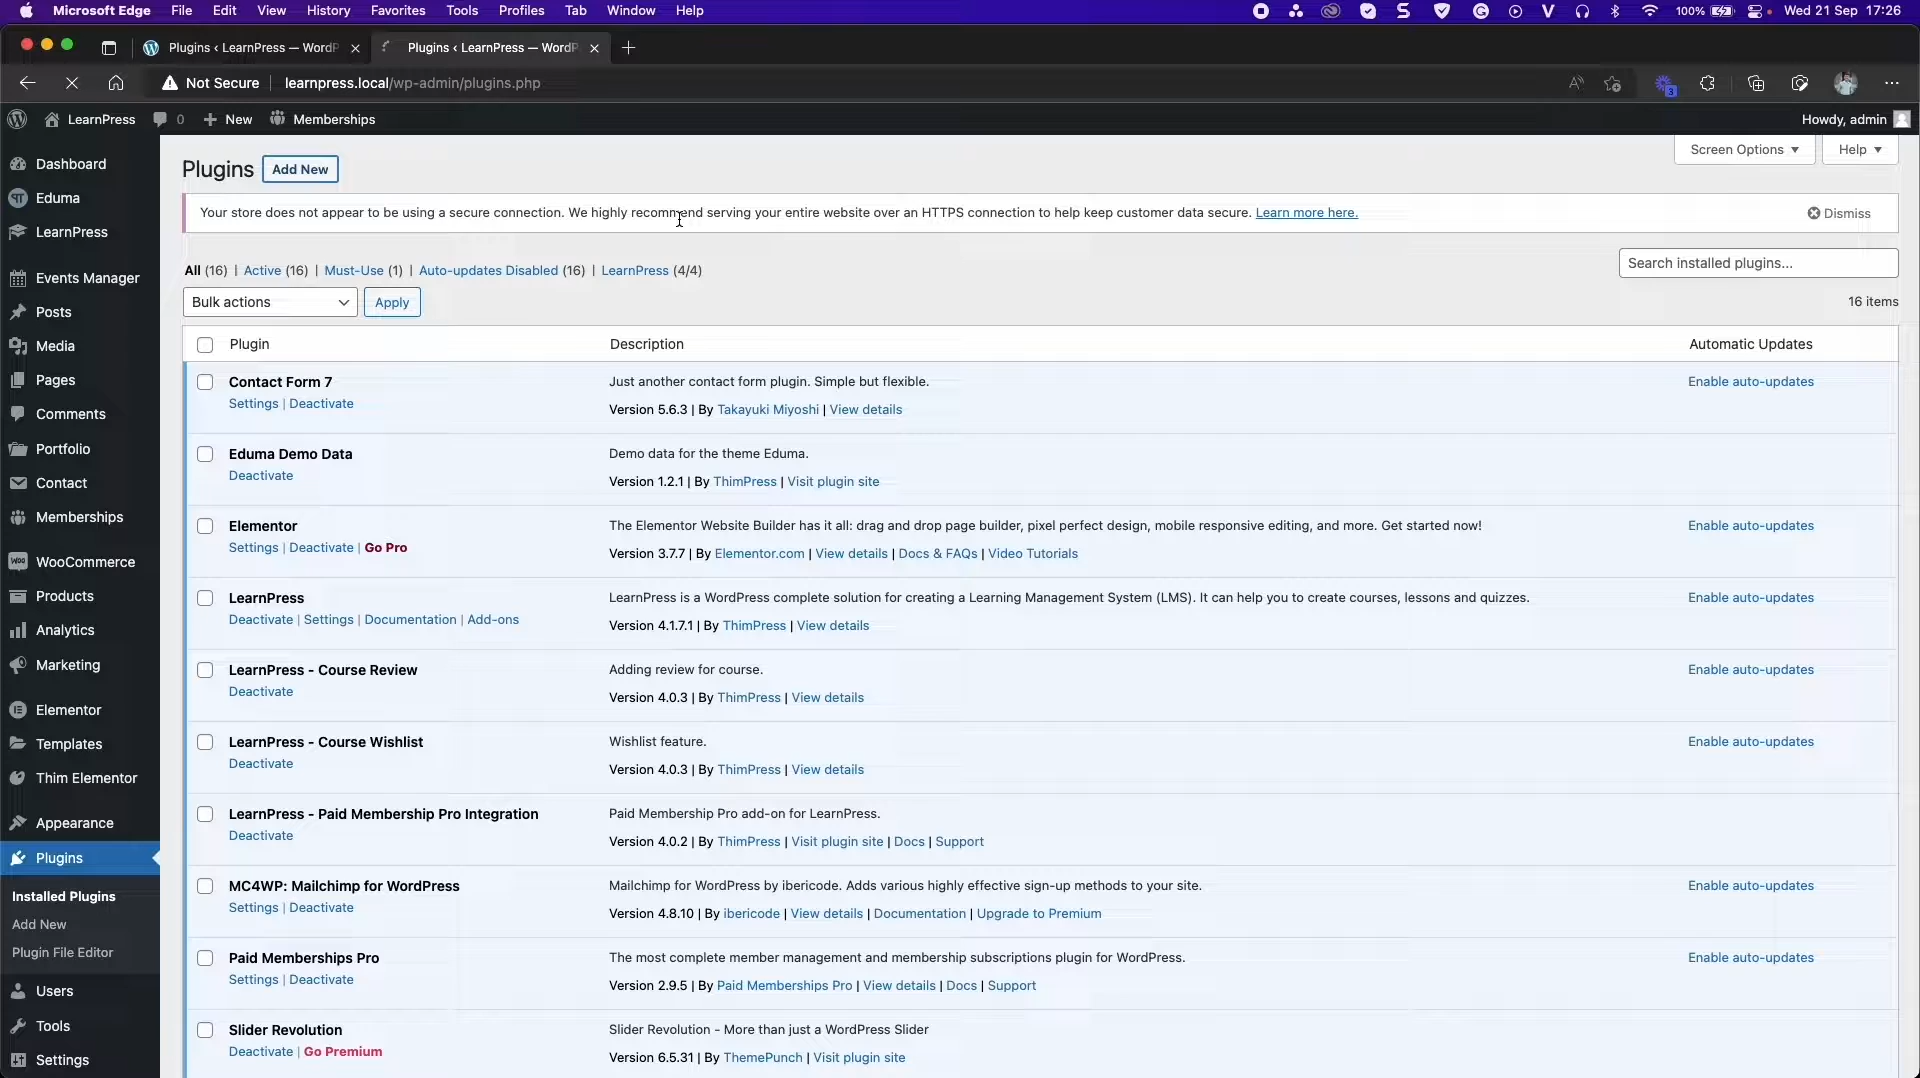 Microsoft Edge File Edit View History Favorites Tools Profiles Tab Window Help 100% Wed 21 Sep 17:26
Plugins ‹ LearnPress — WordP
Plugins ‹ LearnPress — WordP
Not Secure learnpress.local/wp-admin/plugins.php
3
LearnPress 0 New Memberships Howdy, admin
Dashboard
Eduma
LearnPress
Events Manager
Posts
Media
Pages
Comments
Portfolio
Contact
Memberships
WooCommerce
Products
Analytics
Marketing
Elementor
Templates
Thim Elementor
Appearance
Plugins
Installed Plugins
Add New
Plugin File Editor
Users
Tools
Settings
Screen Options Help
Plugins Add New
Your store does not appear to be using a secure connection. We highly recommend serving your entire website over an HTTPS connection to help keep customer data secure. Learn more here. Dismiss
All (16) | Active (16) | Must-Use (1) | Auto-updates Disabled (16) | LearnPress (4/4)
Search installed plugins...
Bulk actions Apply 16 items
Plugin Description Automatic Updates
Contact Form 7 Just another contact form plugin. Simple but flexible. Enable auto-updates
Settings | Deactivate
Version 5.6.3 | By Takayuki Miyoshi | View details
Eduma Demo Data Demo data for the theme Eduma.
Deactivate
Version 1.2.1 | By ThimPress | Visit plugin site
Elementor The Elementor Website Builder has it all: drag and drop page builder, pixel perfect design, mobile responsive editing, and more. Get started now! Enable auto-updates
Settings | Deactivate | Go Pro
Version 3.7.7 | By Elementor.com | View details | Docs & FAQs | Video Tutorials
LearnPress LearnPress is a WordPress complete solution for creating a Learning Management System (LMS). It can help you to create courses, lessons and quizzes. Enable auto-updates
Deactivate | Settings | Documentation | Add-ons
Version 4.1.7.1 | By ThimPress | View details
LearnPress - Course Review Adding review for course. Enable auto-updates
Deactivate
Version 4.0.3 | By ThimPress | View details
LearnPress - Course Wishlist Wishlist feature. Enable auto-updates
Deactivate
Version 4.0.3 | By ThimPress | View details
LearnPress - Paid Membership Pro Integration Paid Membership Pro add-on for LearnPress.
Deactivate
Version 4.0.2 | By ThimPress | Visit plugin site | Docs | Support
MC4WP: Mailchimp for WordPress Mailchimp for WordPress by ibericode. Adds various highly effective sign-up methods to your site. Enable auto-updates
Settings | Deactivate
Version 4.8.10 | By ibericode | View details | Documentation | Upgrade to Premium
Paid Memberships Pro The most complete member management and membership subscriptions plugin for WordPress. Enable auto-updates
Settings | Deactivate
Version 2.9.5 | By Paid Memberships Pro | View details | Docs | Support
Slider Revolution Slider Revolution - More than just a WordPress Slider
Deactivate | Go Premium
Version 6.5.31 | By ThemePunch | Visit plugin site